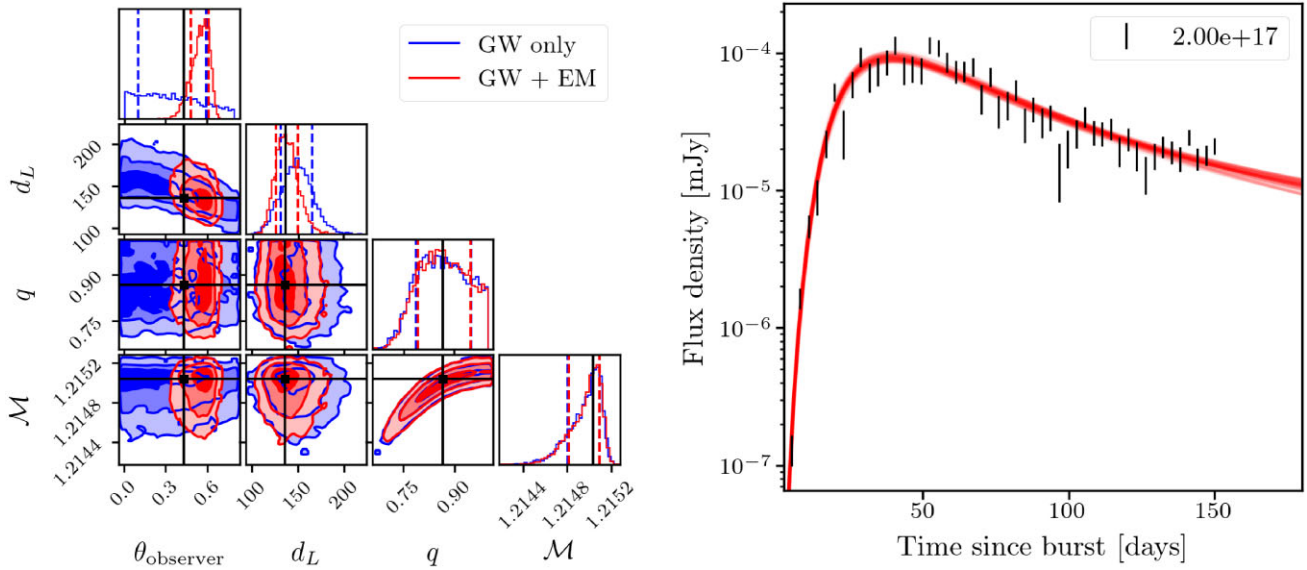 GW only
GW + EM
200
150
100
d_L
0.90
0.75
q
1.2152
1.2148
1.2144
ℳ
0.0 0.3 0.6
100 150 200
0.75 0.90
1.2144 1.2148 1.2152
θ_observer d_L q ℳ
2.00e+17
10⁻⁴
10⁻⁵
10⁻⁶
10⁻⁷
Flux density [mJy]
50 100 150
Time since burst [days]